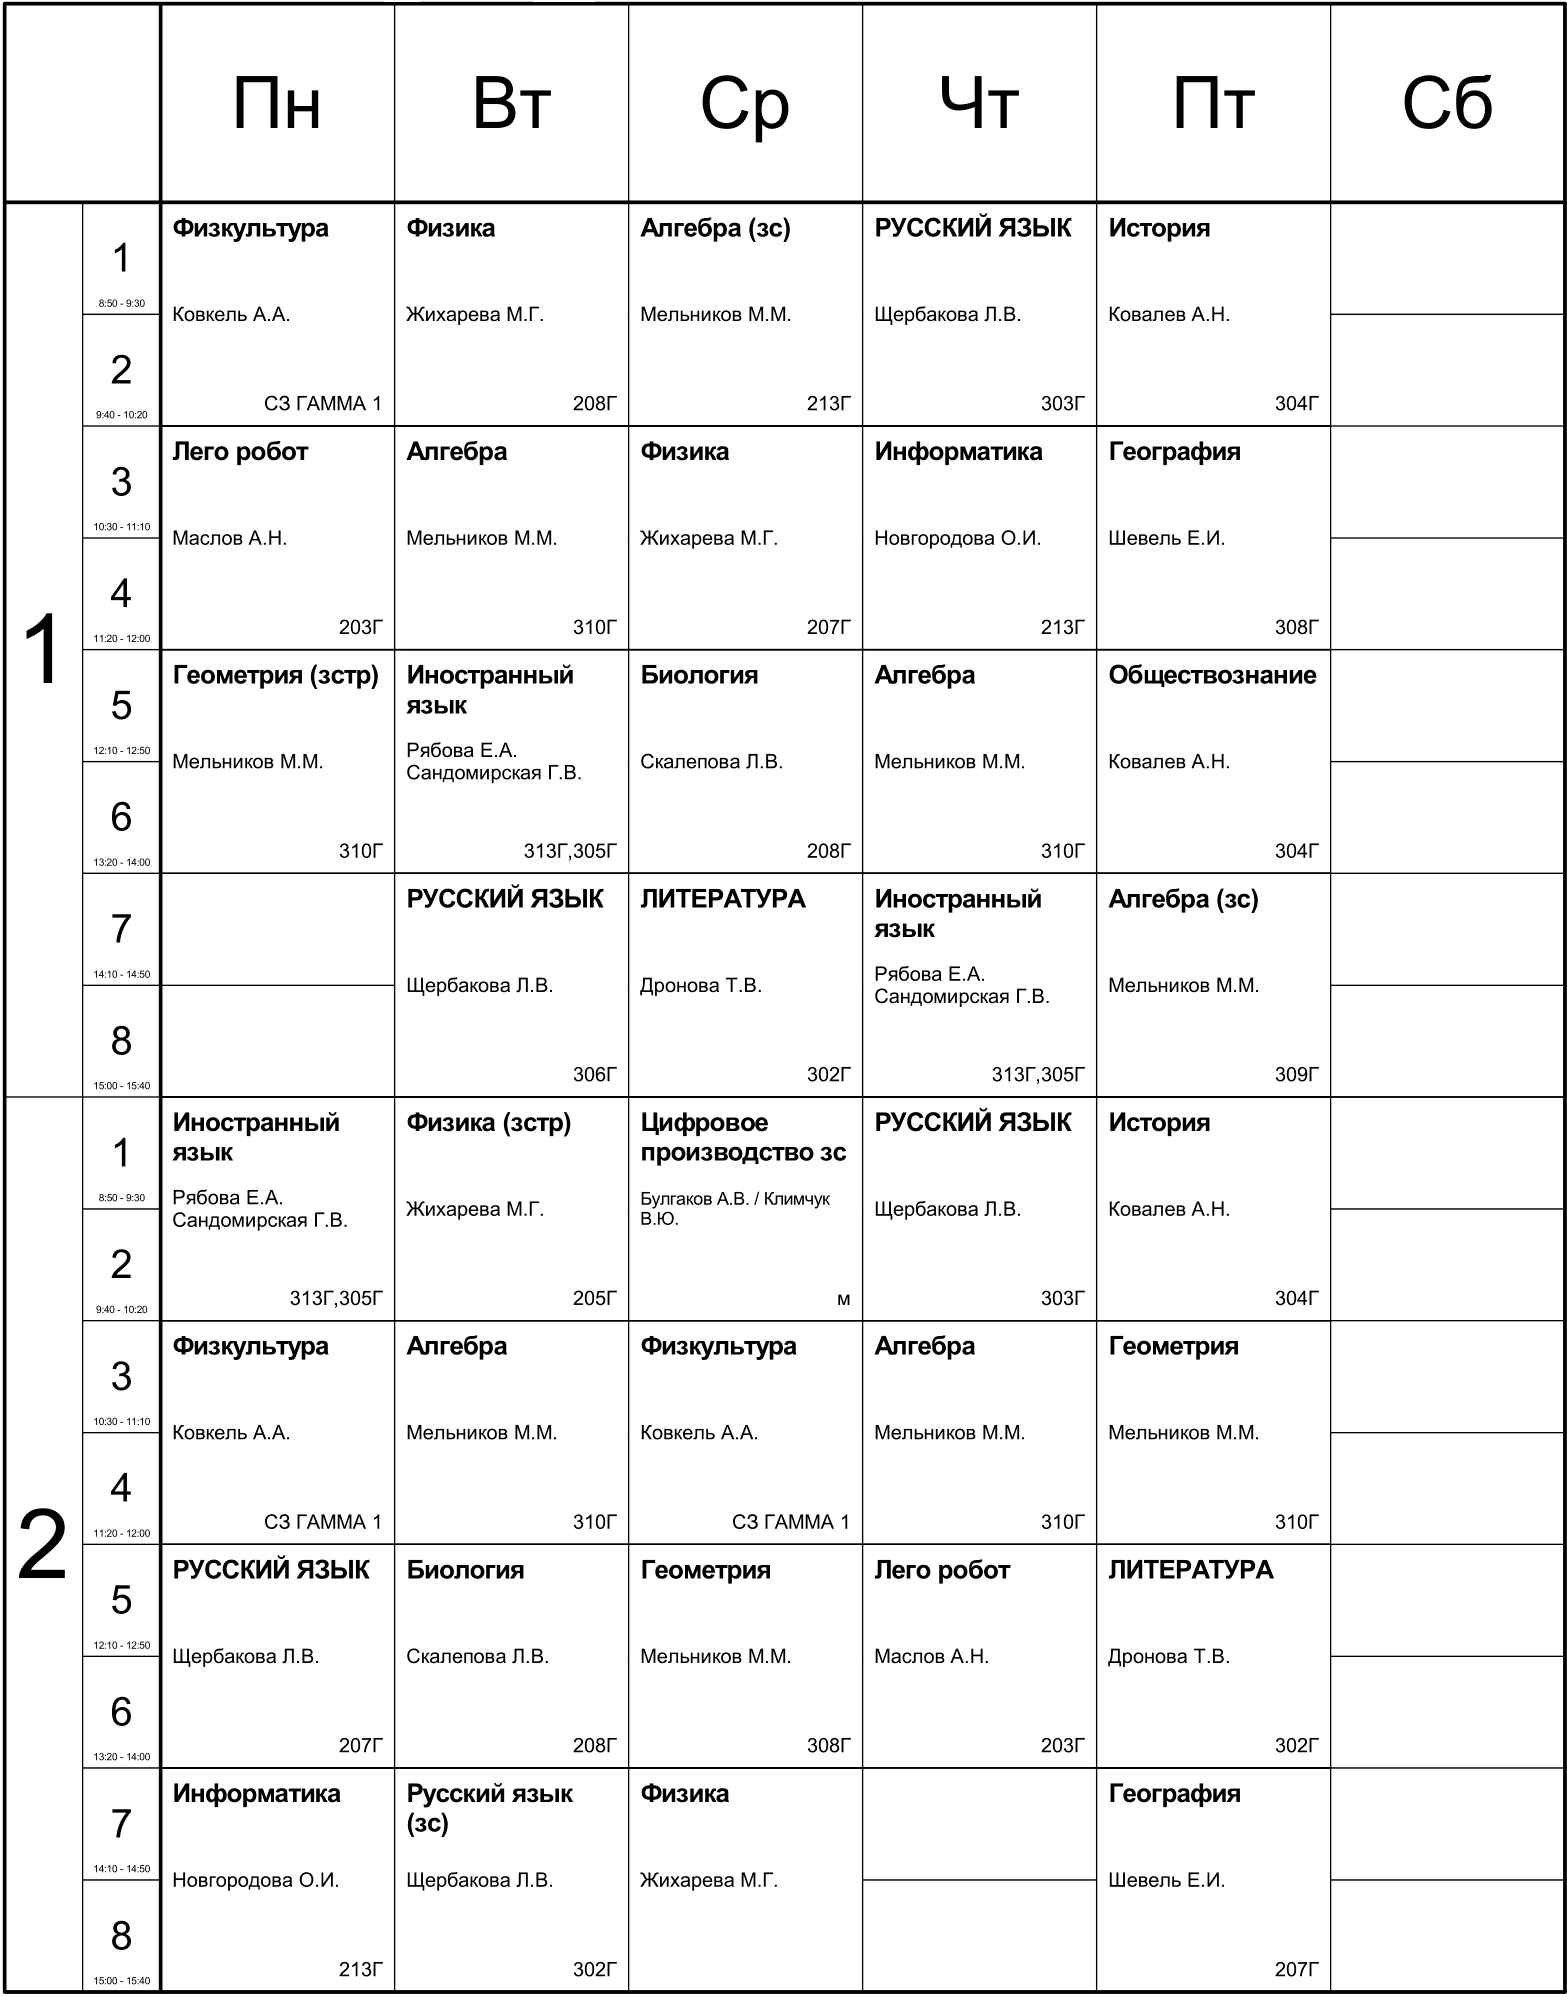 Пн Вт Ср Чт Пт Сб
1
1
8:50 - 9:30
2
9:40 - 10:20
Физкультура
Ковкель А.А.
СЗ ГАММА 1
Физика
Жихарева М.Г.
208Г
Алгебра (зс)
Мельников М.М.
213Г
РУССКИЙ ЯЗЫК
Щербакова Л.В.
303Г
История
Ковалев А.Н.
304Г
3
10:30 - 11:10
4
11:20 - 12:00
Лего робот
Маслов А.Н.
203Г
Алгебра
Мельников М.М.
310Г
Физика
Жихарева М.Г.
207Г
Информатика
Новгородова О.И.
213Г
География
Шевель Е.И.
308Г
5
12:10 - 12:50
6
13:20 - 14:00
Геометрия (зстр)
Мельников М.М.
310Г
Иностранный
язык
Рябова Е.А.
Сандомирская Г.В.
313Г,305Г
Биология
Скалепова Л.В.
208Г
Алгебра
Мельников М.М.
310Г
Обществознание
Ковалев А.Н.
304Г
7
14:10 - 14:50
8
15:00 - 15:40
РУССКИЙ ЯЗЫК
Щербакова Л.В.
306Г
ЛИТЕРАТУРА
Дронова Т.В.
302Г
Иностранный
язык
Рябова Е.А.
Сандомирская Г.В.
313Г,305Г
Алгебра (зс)
Мельников М.М.
309Г
2
1
8:50 - 9:30
2
9:40 - 10:20
Иностранный
язык
Рябова Е.А.
Сандомирская Г.В.
313Г,305Г
Физика (зстр)
Жихарева М.Г.
205Г
Цифровое
производство зс
Булгаков А.В. / Климчук
В.Ю.
м
РУССКИЙ ЯЗЫК
Щербакова Л.В.
303Г
История
Ковалев А.Н.
304Г
3
10:30 - 11:10
4
11:20 - 12:00
Физкультура
Ковкель А.А.
СЗ ГАММА 1
Алгебра
Мельников М.М.
310Г
Физкультура
Ковкель А.А.
СЗ ГАММА 1
Алгебра
Мельников М.М.
310Г
Геометрия
Мельников М.М.
310Г
5
12:10 - 12:50
6
13:20 - 14:00
РУССКИЙ ЯЗЫК
Щербакова Л.В.
207Г
Биология
Скалепова Л.В.
208Г
Геометрия
Мельников М.М.
308Г
Лего робот
Маслов А.Н.
203Г
ЛИТЕРАТУРА
Дронова Т.В.
302Г
7
14:10 - 14:50
8
15:00 - 15:40
Информатика
Новгородова О.И.
213Г
Русский язык
(зс)
Щербакова Л.В.
302Г
Физика
Жихарева М.Г.
География
Шевель Е.И.
207Г